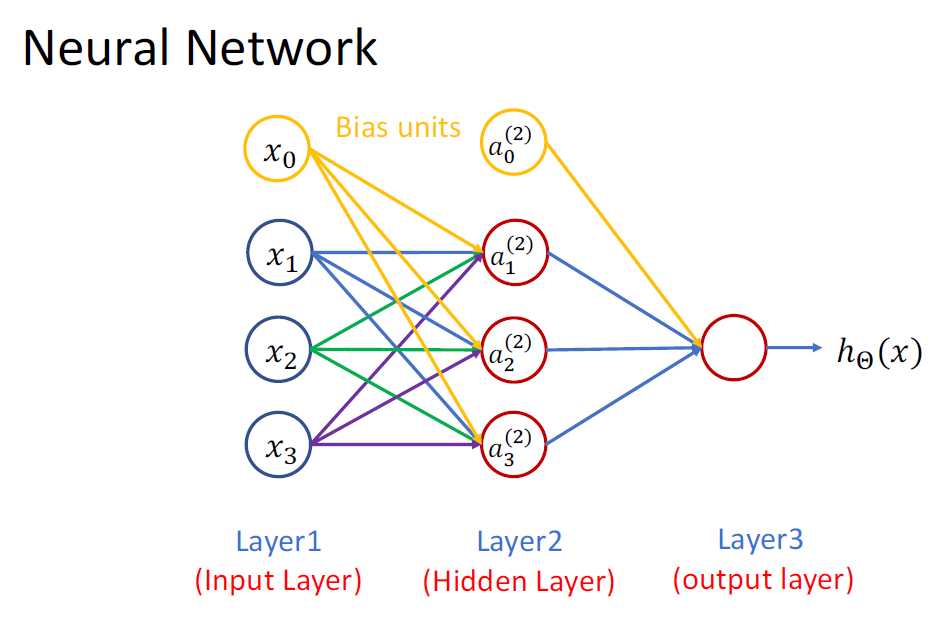 Neural Network
Bias units
x₀
a₀⁽²⁾
x₁
a₁⁽²⁾
x₂
a₂⁽²⁾
h_Θ(x)
x₃
a₃⁽²⁾
Layer1
(Input Layer)
Layer2
(Hidden Layer)
Layer3
(output layer)